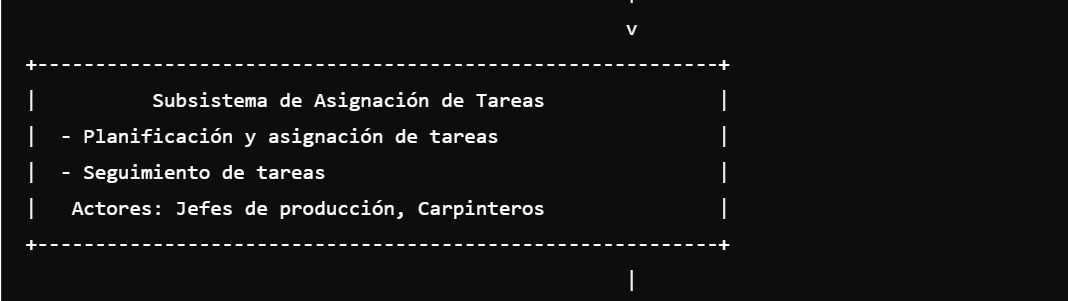 v
+------------------------------------------------------------+
|          Subsistema de Asignación de Tareas               |
|  - Planificación y asignación de tareas                   |
|  - Seguimiento de tareas                                  |
|   Actores: Jefes de producción, Carpinteros               |
+------------------------------------------------------------+
|